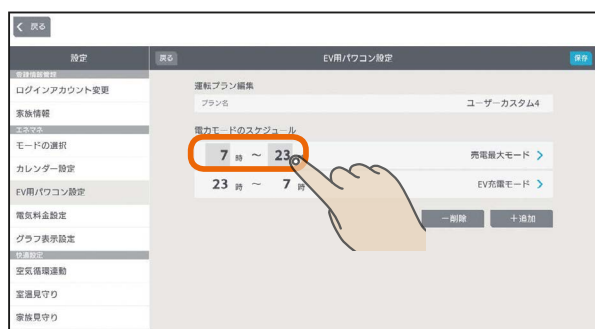 戻る
設定
戻る
EV用パワコン設定
保存
登録情報管理
ログインアカウント変更
家族情報
エネマネ
モードの選択
カレンダー設定
EV用パワコン設定
電気料金設定
グラフ表示設定
快適設定
空気循環連動
室温見守り
家族見守り
運転プラン編集
プラン名
ユーザーカスタム4
電力モードのスケジュール
7 時 ~ 23
売電最大モード
23 時 ~ 7 時
EV充電モード
－削除
＋追加